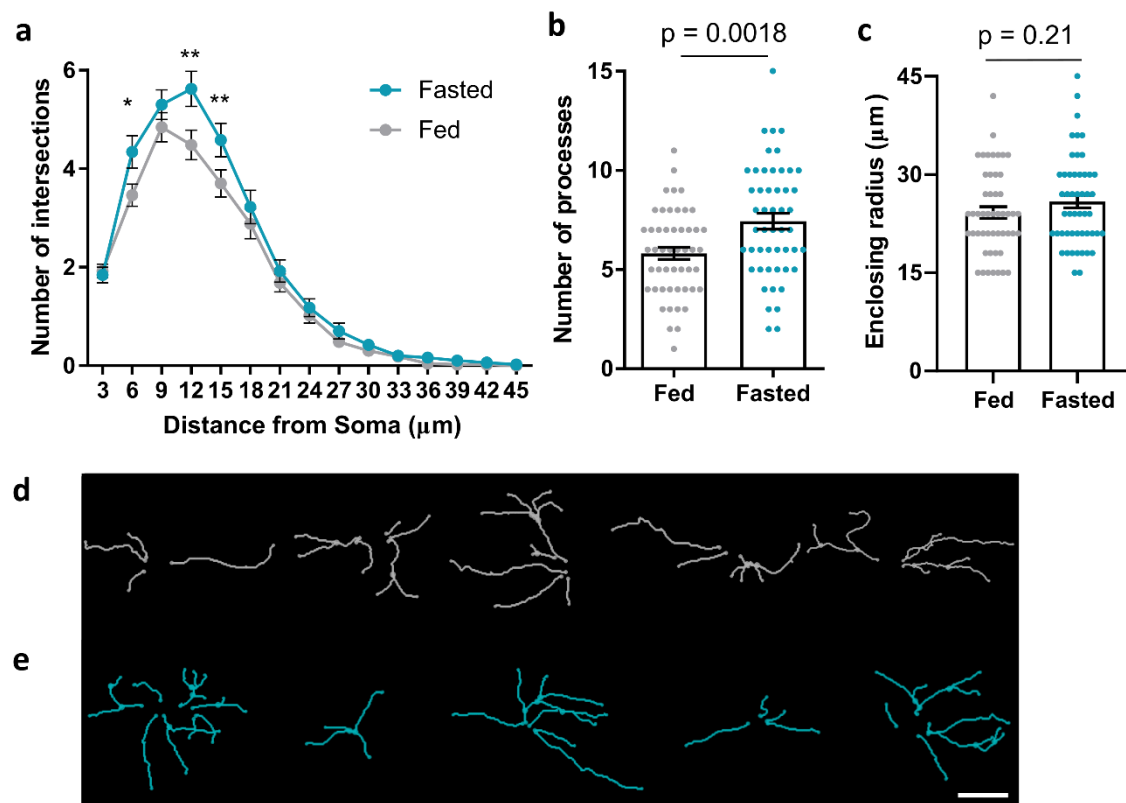 a
Number of intersections
6
4
2
0
*
**
**
Fasted
Fed
3 6 9 12 15 18 21 24 27 30 33 36 39 42 45
Distance from Soma (μm)
b
p = 0.0018
Number of processes
15
10
5
0
Fed Fasted
c
p = 0.21
Enclosing radius (μm)
45
30
15
0
Fed Fasted
d
e